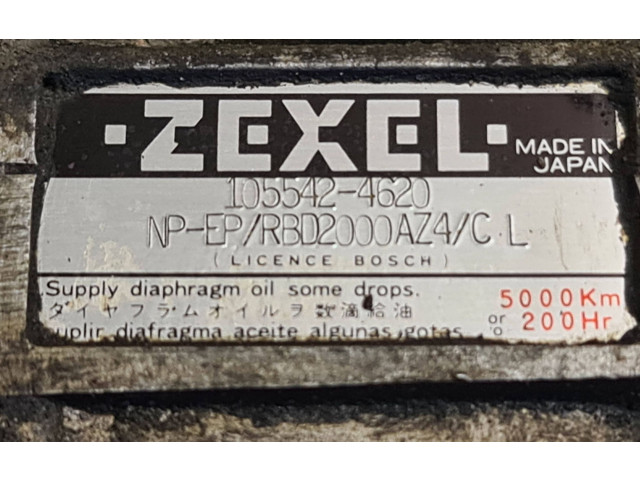 ·ZEXEL·
MADE IN
JAPAN
105542-4620
NP-EP/RBD2000AZ4/C L
(LICENCE BOSCH)
Supply diaphragm oil some drops.
ダイヤフラムオイルヲ数滴給油
uplir diafragma aceite algunas gotas
5000Km
or
o 200Hr